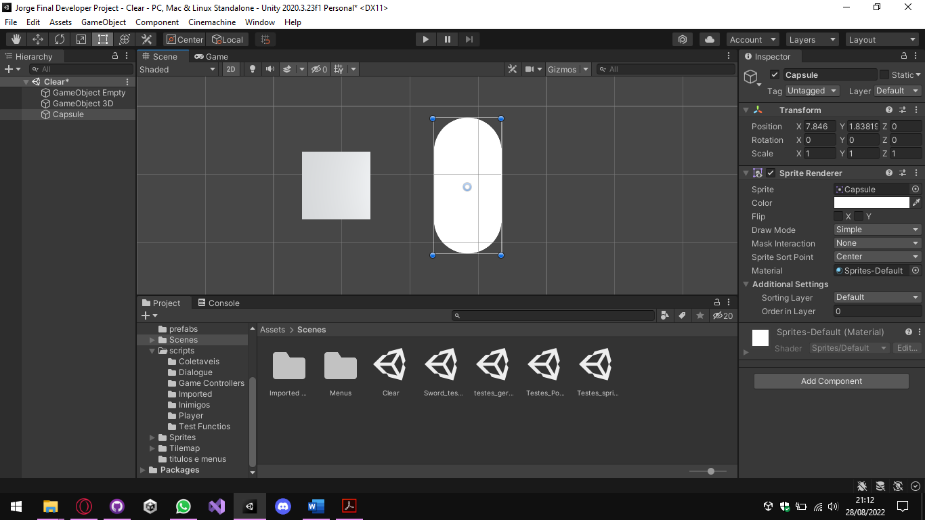 Jorge Final Developer Project - Clear - PC, Mac & Linux Standalone - Unity 2020.3.23f1 Personal* <DX11>
File Edit Assets GameObject Component Cinemachine Window Help
Center Local Account Layers Layout
Hierarchy
All
Clear*
GameObject Empty
GameObject 3D
Capsule
Scene Game
Shaded 2D 0 Gizmos All
Inspector
Capsule Static
Tag Untagged Layer Default
Transform
Position X 7.846 Y 1.83819 Z 0
Rotation X 0 Y 0 Z 0
Scale X 1 Y 1 Z 1
Sprite Renderer
Sprite Capsule
Color
Flip X Y
Draw Mode Simple
Mask Interaction None
Sprite Sort Point Center
Material Sprites-Default
Additional Settings
Sorting Layer Default
Order in Layer 0
Sprites-Default (Material)
Shader Sprites/Default Edit...
Add Component
Project Console
20
prefabs
Scenes
scripts
Coletaveis
Dialogue
Game Controllers
Imported
Inimigos
Player
Test Functios
Sprites
Tilemap
titulos e menus
Packages
Assets > Scenes
Imported ... Menus Clear Sword_tes... testes_ger... Testes_Po... Testes_spri...
21:12
28/08/2022